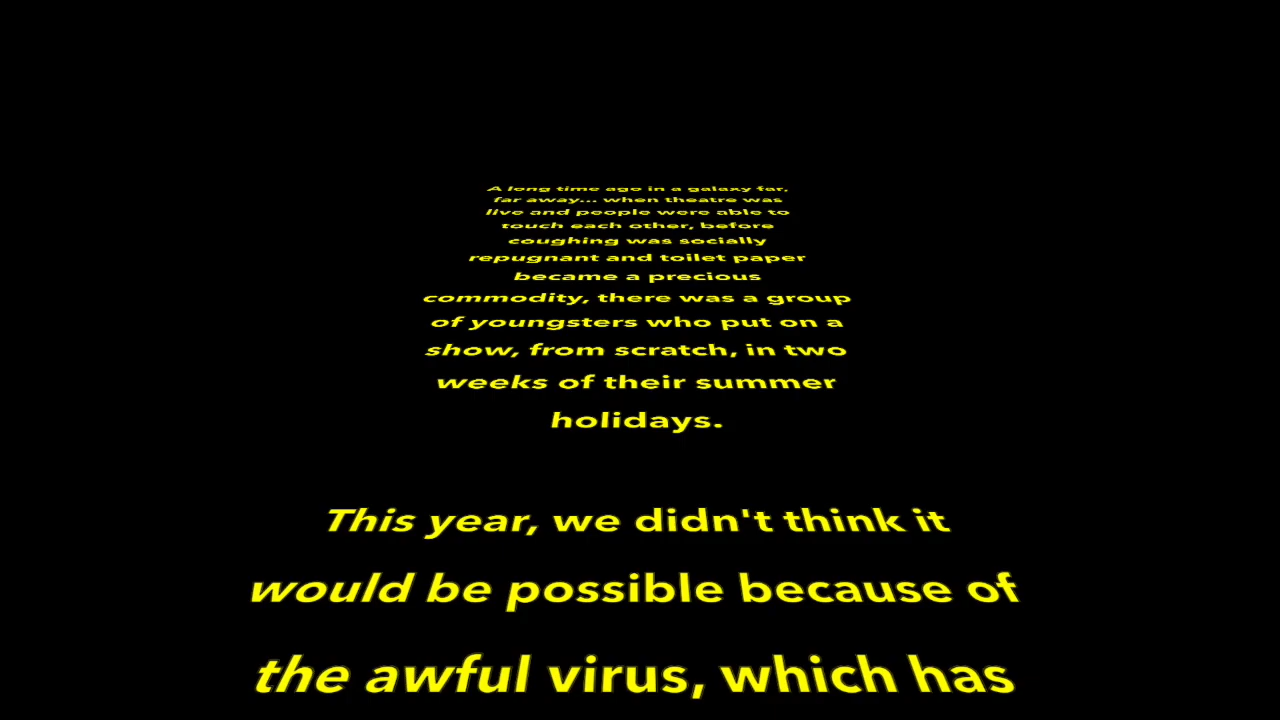 A long time ago in a galaxy far,
far away... when theatre was
live and people were able to
touch each other, before
coughing was socially
repugnant and toilet paper
became a precious
commodity, there was a group
of youngsters who put on a
show, from scratch, in two
weeks of their summer
holidays.
This year, we didn't think it
would be possible because of
the awful virus, which has